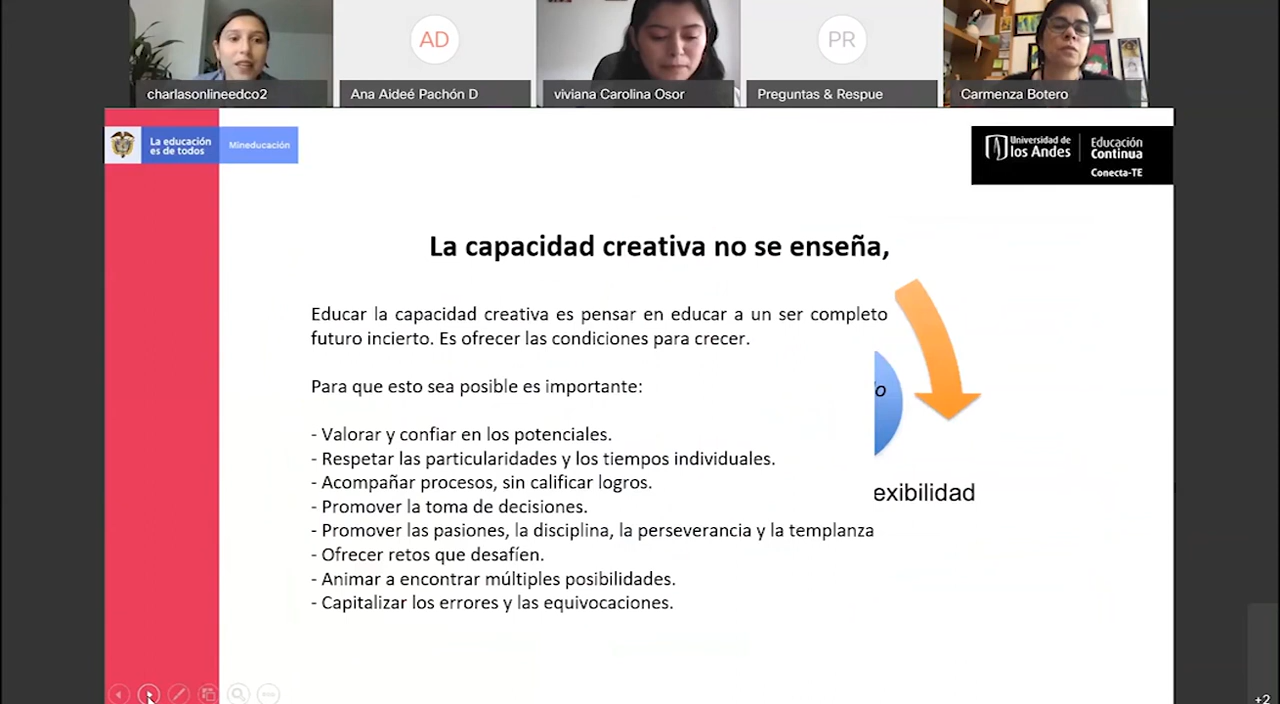 charlasonlineedco2
AD
Ana Aideé Pachón D
viviana Carolina Osor
PR
Preguntas & Respue
Carmenza Botero
La educación
es de todos
Mineducación
Universidad de
los Andes
Educación
Continua
Conecta-TE
La capacidad creativa no se enseña,
Educar la capacidad creativa es pensar en educar a un ser completo
futuro incierto. Es ofrecer las condiciones para crecer.
Para que esto sea posible es importante:
- Valorar y confiar en los potenciales.
- Respetar las particularidades y los tiempos individuales.
- Acompañar procesos, sin calificar logros.
- Promover la toma de decisiones.
- Promover las pasiones, la disciplina, la perseverancia y la templanza
- Ofrecer retos que desafíen.
- Animar a encontrar múltiples posibilidades.
- Capitalizar los errores y las equivocaciones.
exibilidad
+2